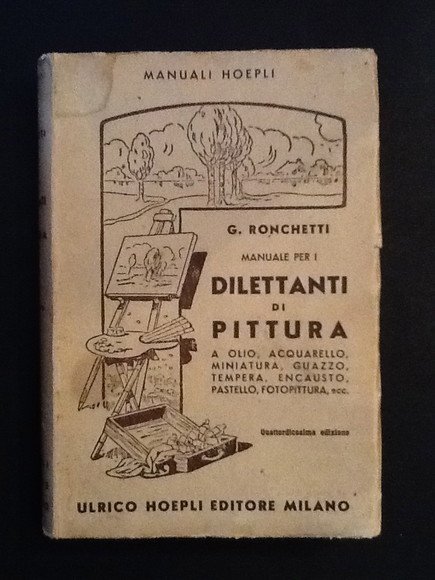 MANUALI HOEPLI
G. RONCHETTI
MANUALE PER I
DILETTANTI
DI
PITTURA
A OLIO, ACQUARELLO,
MINIATURA, GUAZZO,
TEMPERA, ENCAUSTO,
PASTELLO, FOTOPITTURA, ecc.
Quattordicesima edizione
ULRICO HOEPLI EDITORE MILANO